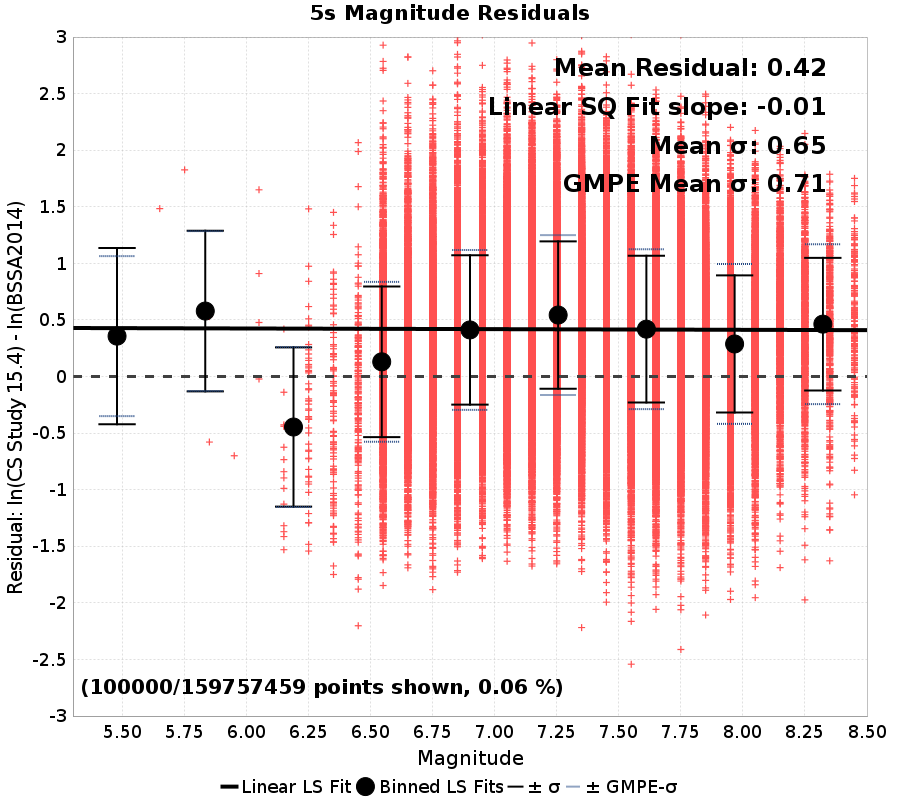 5s Magnitude Residuals
Mean Residual: 0.42
Linear SQ Fit slope: -0.01
Mean σ: 0.65
GMPE Mean σ: 0.71
Residual: ln(CS Study 15.4) - ln(BSSA2014)
3
2.5
2
1.5
1
0.5
0
-0.5
-1
-1.5
-2
-2.5
-3
(100000/159757459 points shown, 0.06 %)
5.50 5.75 6.00 6.25 6.50 6.75 7.00 7.25 7.50 7.75 8.00 8.25 8.50
Magnitude
Linear LS Fit Binned LS Fits ± σ ± GMPE-σ